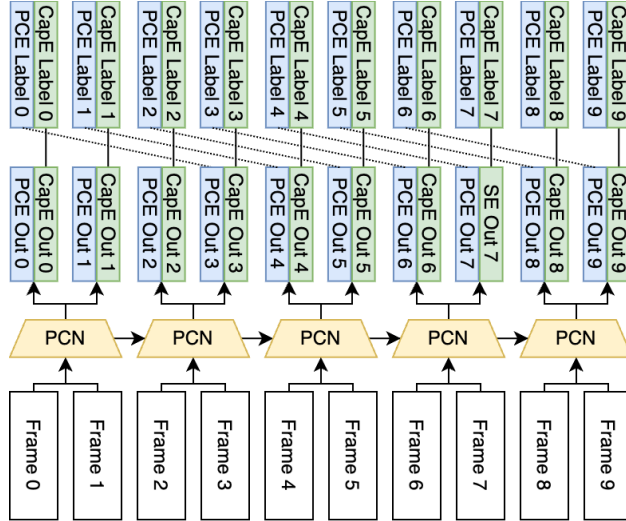 CapE Label 0
PCE Label 0
CapE Label 1
PCE Label 1
CapE Label 2
PCE Label 2
CapE Label 3
PCE Label 3
CapE Label 4
PCE Label 4
CapE Label 5
PCE Label 5
CapE Label 6
PCE Label 6
CapE Label 7
PCE Label 7
CapE Label 8
PCE Label 8
CapE Label 9
PCE Label 9
CapE Out 0
PCE Out 0
CapE Out 1
PCE Out 1
CapE Out 2
PCE Out 2
CapE Out 3
PCE Out 3
CapE Out 4
PCE Out 4
CapE Out 5
PCE Out 5
CapE Out 6
PCE Out 6
SE Out 7
PCE Out 7
CapE Out 8
PCE Out 8
CapE Out 9
PCE Out 9
PCN
PCN
PCN
PCN
PCN
Frame 0
Frame 1
Frame 2
Frame 3
Frame 4
Frame 5
Frame 6
Frame 7
Frame 8
Frame 9